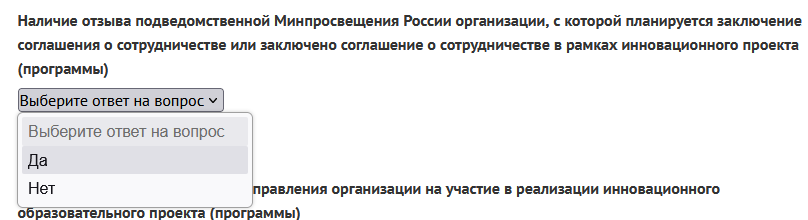 Наличие отзыва подведомственной Минпросвещения России организации, с которой планируется заключение
соглашения о сотрудничестве или заключено соглашение о сотрудничестве в рамках инновационного проекта
(программы)
Выберите ответ на вопрос
Выберите ответ на вопрос
Да
Нет
правления организации на участие в реализации инновационного
образовательного проекта (программы)